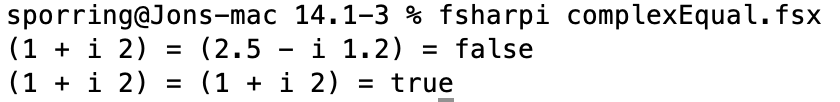 sporring@Jons-mac 14.1-3 % fsharpi complexEqual.fsx
(1 + i 2) = (2.5 - i 1.2) = false
(1 + i 2) = (1 + i 2) = true